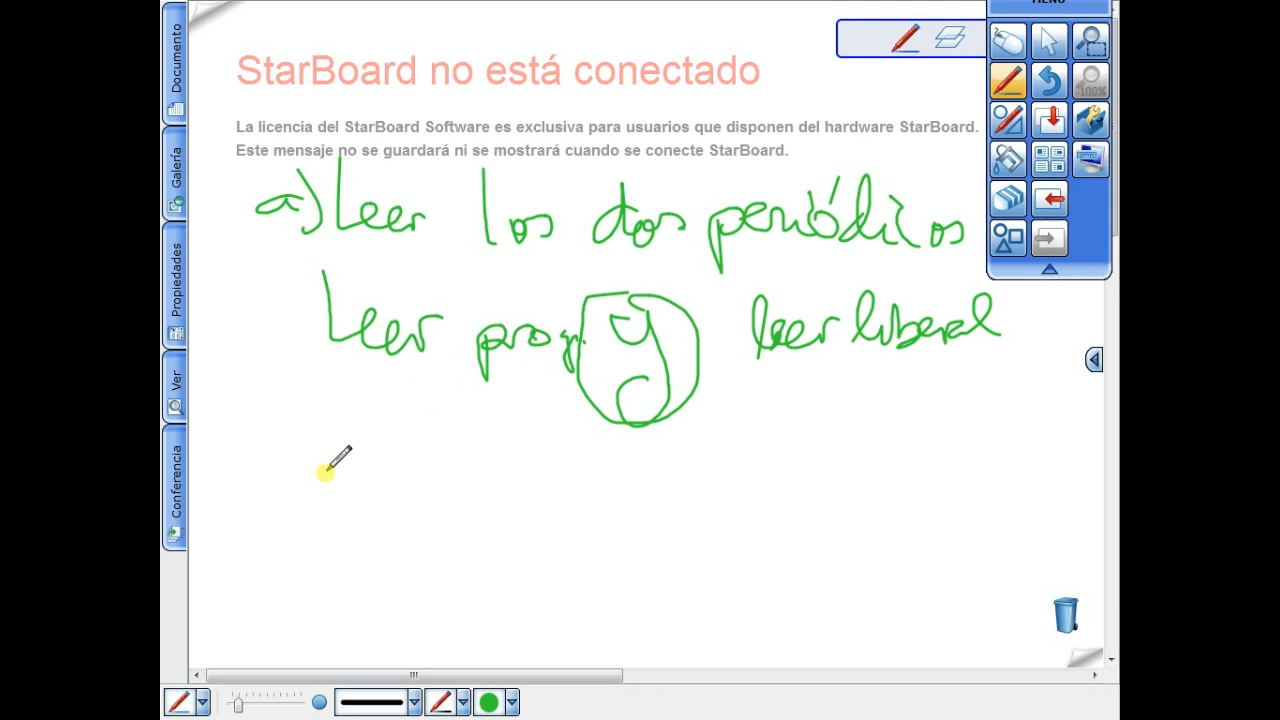 MENU
Documento
Galería
Propiedades
Ver
Conferencia
StarBoard no está conectado
La licencia del StarBoard Software es exclusiva para usuarios que disponen del hardware StarBoard.
Este mensaje no se guardará ni se mostrará cuando se conecte StarBoard.
a) Leer los dos periódicos
Leer prog. y leer liberal
100%